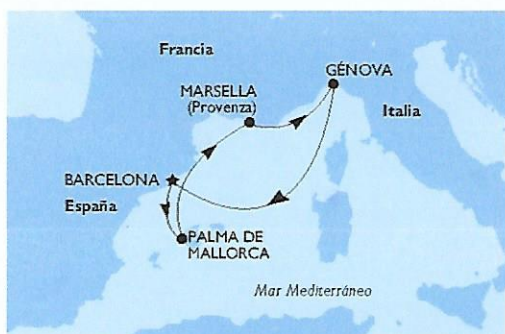 Francia
GÉNOVA
MARSELLA
(Provenza)
Italia
BARCELONA
España
PALMA DE
MALLORCA
Mar Mediterráneo